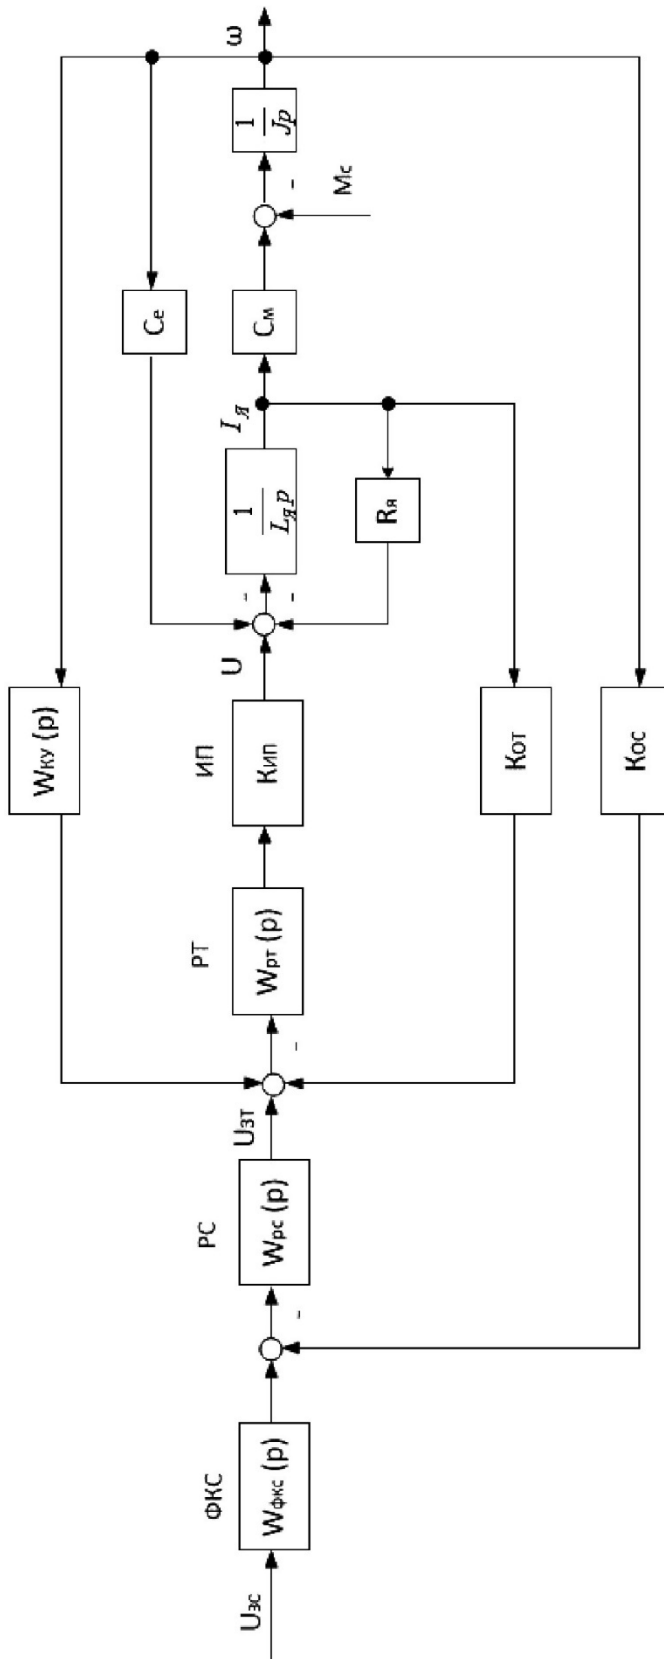 Wку (p)
Cе
ω
ФКС
РС
РТ
ИП
Uзс
Wфкс (p)
-
Wрс (p)
Uзт
-
Wрт (p)
Kип
U
-
-
1
Lяp
Iя
Cм
-
Mс
1
Jp
Rя
Kот
Kос